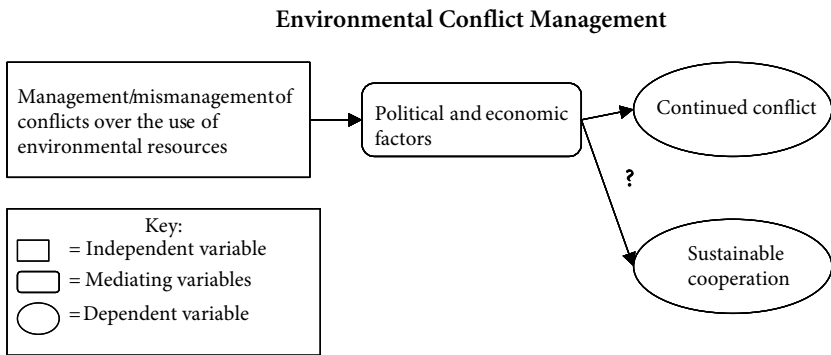 Environmental Conflict Management
Management/mismanagement of
conflicts over the use of
environmental resources
Political and economic
factors
Continued conflict
?
Sustainable
cooperation
Key:
= Independent variable
= Mediating variables
= Dependent variable